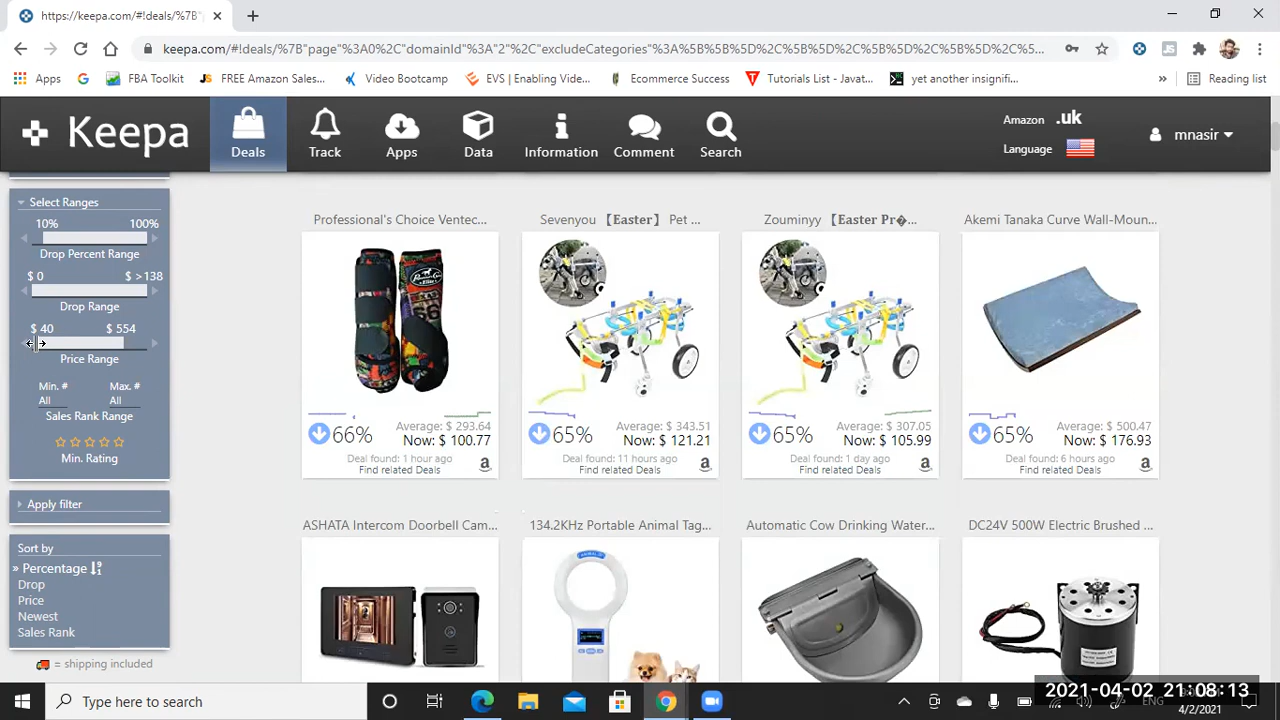 https://keepa.com/#!deals/%7B"p
keepa.com/#!deals/%7B"page"%3A0%2C"domainId"%3A"2"%2C"excludeCategories"%3A%5B%5B%5D%2C%5B%5D%2C%5B%5D%2C%5...
Apps FBA Toolkit FREE Amazon Sales... Video Bootcamp EVS | Enabling Vide... Ecommerce Success Tutorials List - Javat... yet another insignifi... » Reading list
Keepa
Deals Track Apps Data Information Comment Search
Amazon .uk
Language
mnasir
Select Ranges
10% 100%
Drop Percent Range
$ 0 $ >138
Drop Range
$ 40 $ 554
Price Range
Min. # Max. #
All All
Sales Rank Range
Min. Rating
Apply filter
Sort by
» Percentage
Drop
Price
Newest
Sales Rank
= shipping included
Professional's Choice Ventec... Sevenyou 【Easter】 Pet ... Zouminyy 【Easter Pr�... Akemi Tanaka Curve Wall-Moun...
66% Average: $ 293.64
Now: $ 100.77
Deal found: 1 hour ago
Find related Deals
65% Average: $ 343.51
Now: $ 121.21
Deal found: 11 hours ago
Find related Deals
65% Average: $ 307.05
Now: $ 105.99
Deal found: 1 day ago
Find related Deals
65% Average: $ 500.47
Now: $ 176.93
Deal found: 6 hours ago
Find related Deals
ASHATA Intercom Doorbell Cam... 134.2KHz Portable Animal Tag... Automatic Cow Drinking Water... DC24V 500W Electric Brushed ...
Type here to search
2021-04-02 21:08:13
ENG
4/2/2021